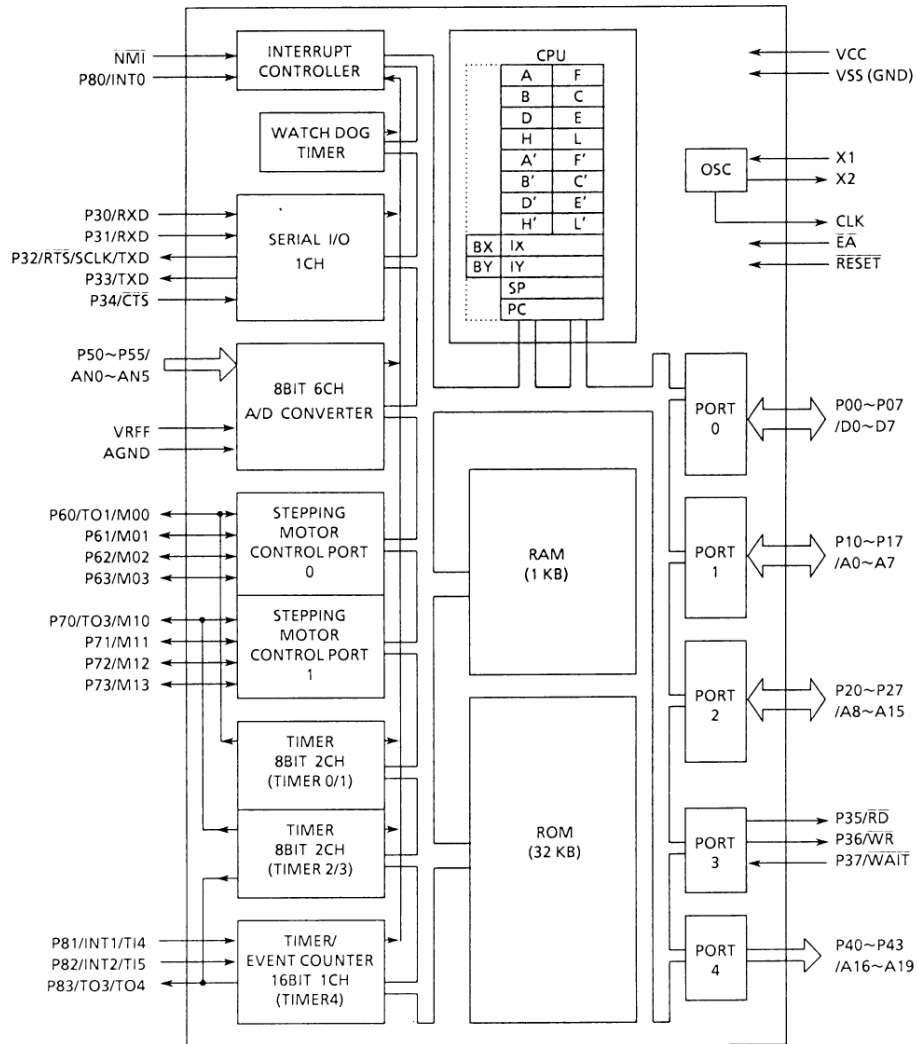 NMI
P80/INT0
INTERRUPT
CONTROLLER
WATCH DOG
TIMER
P30/RXD
P31/RXD
P32/RTS/SCLK/TXD
P33/TXD
P34/CTS
SERIAL I/O
1CH
P50~P55/
AN0~AN5
VRFF
AGND
8BIT 6CH
A/D CONVERTER
P60/TO1/M00
P61/M01
P62/M02
P63/M03
STEPPING
MOTOR
CONTROL PORT
0
P70/TO3/M10
P71/M11
P72/M12
P73/M13
STEPPING
MOTOR
CONTROL PORT
1
TIMER
8BIT 2CH
(TIMER 0/1)
TIMER
8BIT 2CH
(TIMER 2/3)
P81/INT1/TI4
P82/INT2/TI5
P83/TO3/TO4
TIMER/
EVENT COUNTER
16BIT 1CH
(TIMER4)
CPU
A F
B C
D E
H L
A' F'
B' C'
D' E'
H' L'
BX IX
BY IY
SP
PC
RAM
(1 KB)
ROM
(32 KB)
VCC
VSS (GND)
OSC
X1
X2
CLK
EA
RESET
PORT
0
P00~P07
/D0~D7
PORT
1
P10~P17
/A0~A7
PORT
2
P20~P27
/A8~A15
PORT
3
P35/RD
P36/WR
P37/WAIT
PORT
4
P40~P43
/A16~A19